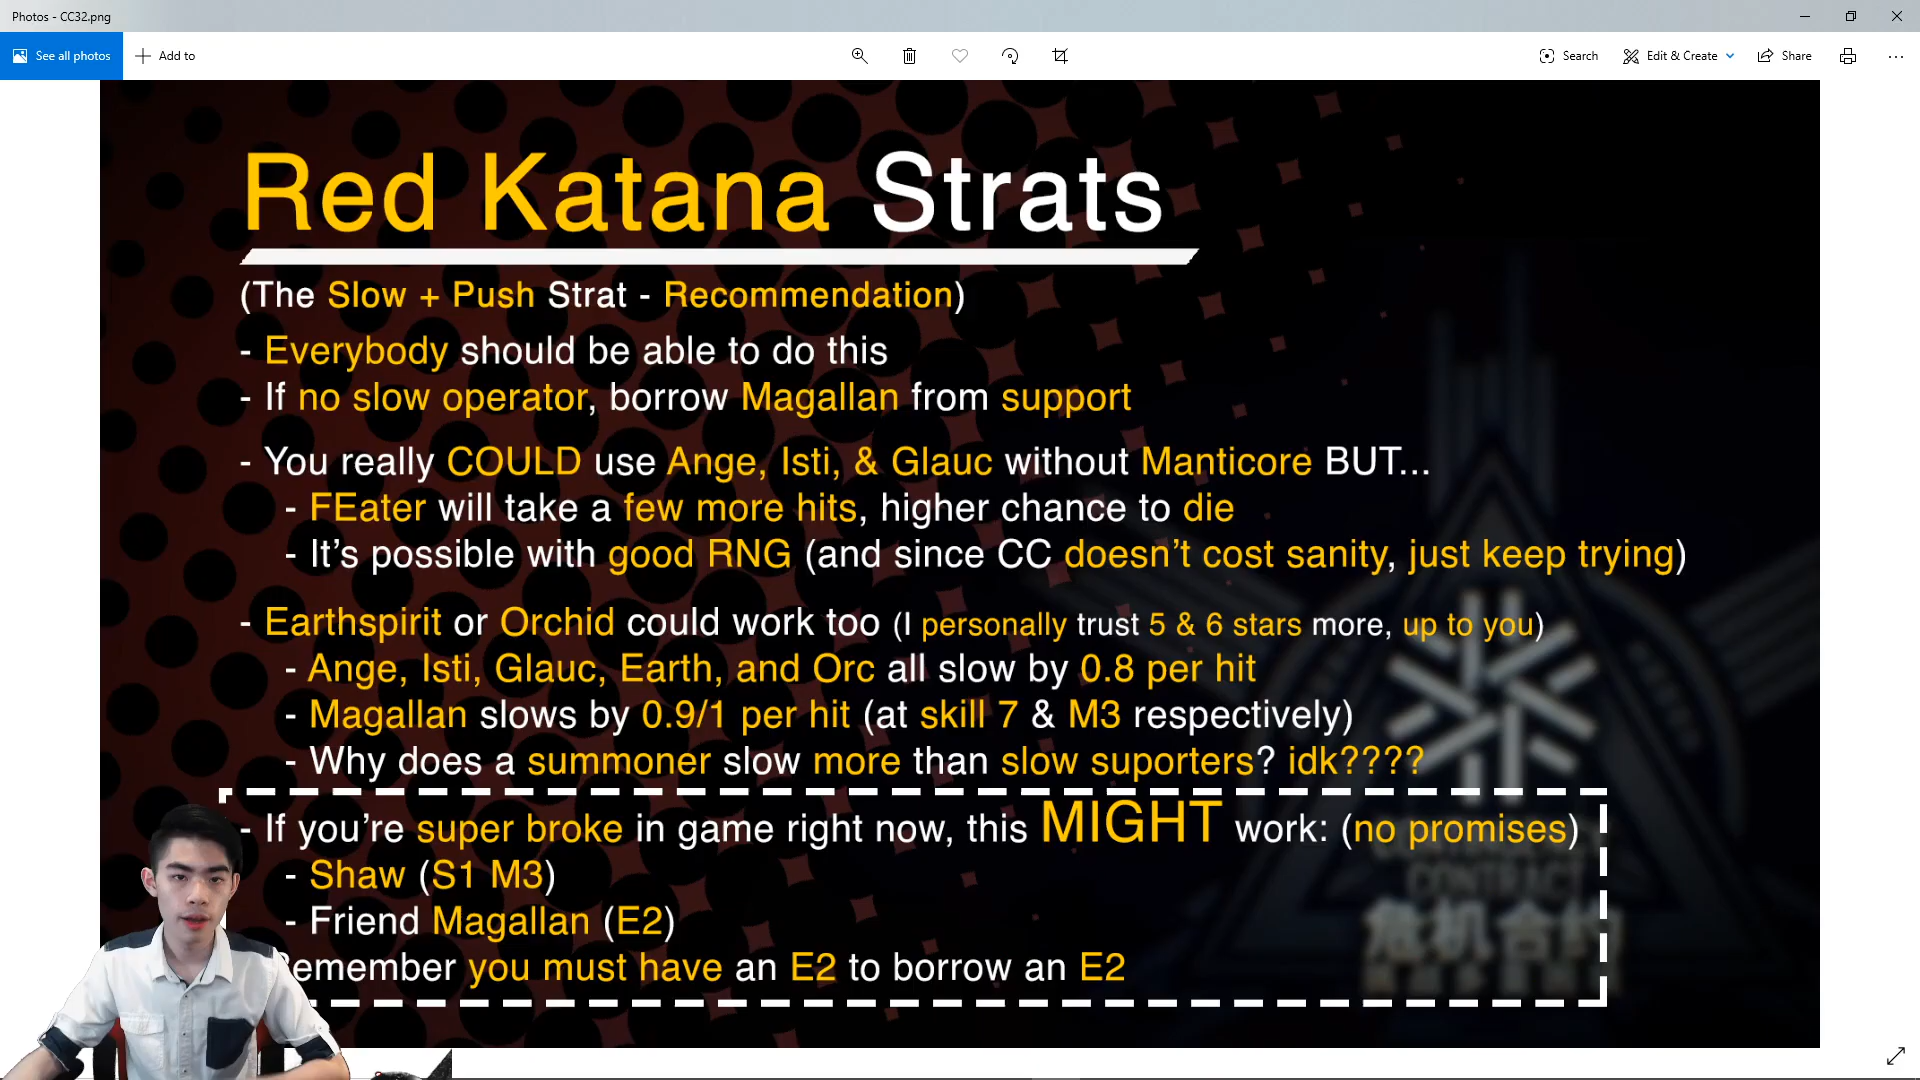 Photos - CC32.png
See all photos
Add to
Search
Edit & Create
Share
Red Katana Strats
(The Slow + Push Strat - Recommendation)
- Everybody should be able to do this
- If no slow operator, borrow Magallan from support
- You really COULD use Ange, Isti, & Glauc without Manticore BUT...
- FEater will take a few more hits, higher chance to die
- It's possible with good RNG (and since CC doesn't cost sanity, just keep trying)
- Earthspirit or Orchid could work too (I personally trust 5 & 6 stars more, up to you)
- Ange, Isti, Glauc, Earth, and Orc all slow by 0.8 per hit
- Magallan slows by 0.9/1 per hit (at skill 7 & M3 respectively)
- Why does a summoner slow more than slow suporters? idk????
- If you're super broke in game right now, this MIGHT work: (no promises)
- Shaw (S1 M3)
- Friend Magallan (E2)
emember you must have an E2 to borrow an E2
CONTRACT
危机合约